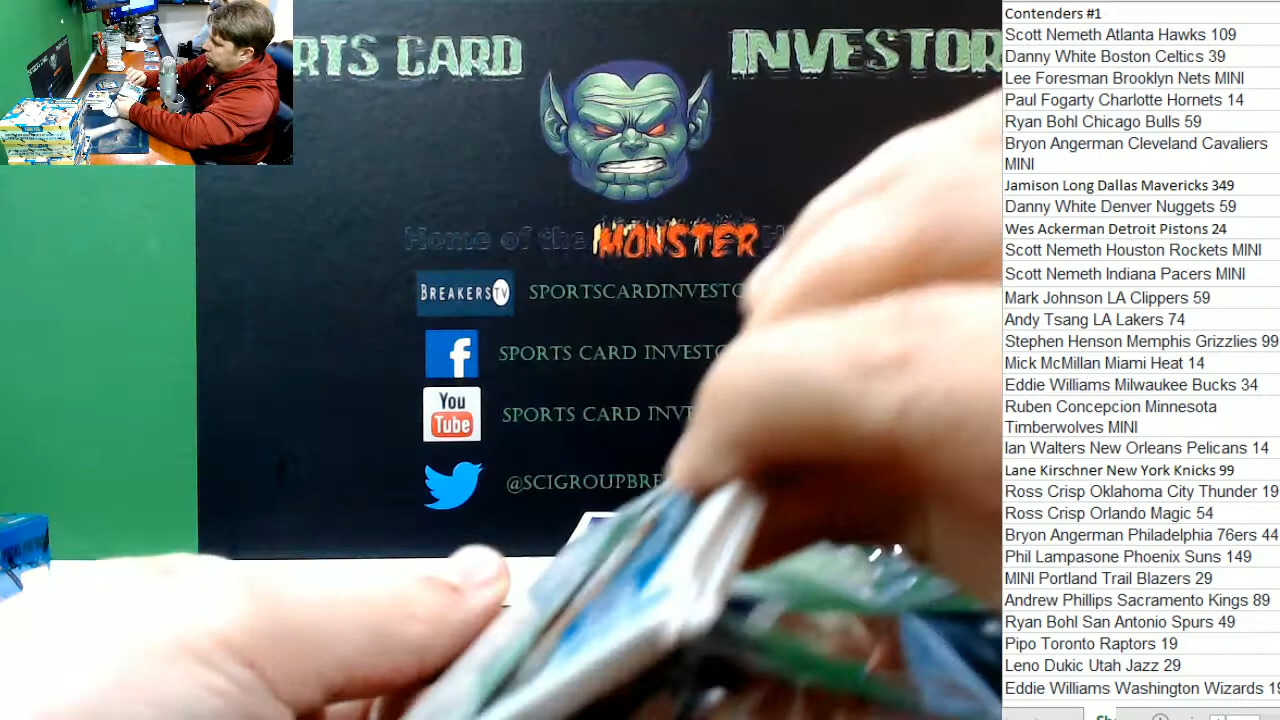 RTS CARD INVESTOR
Home of the MONSTER
BREAKERSTV SPORTSCARDINVESTO
f SPORTS CARD INVESTO
You Tube SPORTS CARD INVE
@SCIGROUPBRE
Contenders #1
Scott Nemeth Atlanta Hawks 109
Danny White Boston Celtics 39
Lee Foresman Brooklyn Nets MINI
Paul Fogarty Charlotte Hornets 14
Ryan Bohl Chicago Bulls 59
Bryon Angerman Cleveland Cavaliers
MINI
Jamison Long Dallas Mavericks 349
Danny White Denver Nuggets 59
Wes Ackerman Detroit Pistons 24
Scott Nemeth Houston Rockets MINI
Scott Nemeth Indiana Pacers MINI
Mark Johnson LA Clippers 59
Andy Tsang LA Lakers 74
Stephen Henson Memphis Grizzlies 99
Mick McMillan Miami Heat 14
Eddie Williams Milwaukee Bucks 34
Ruben Concepcion Minnesota
Timberwolves MINI
Ian Walters New Orleans Pelicans 14
Lane Kirschner New York Knicks 99
Ross Crisp Oklahoma City Thunder 19
Ross Crisp Orlando Magic 54
Bryon Angerman Philadelphia 76ers 44
Phil Lampasone Phoenix Suns 149
MINI Portland Trail Blazers 29
Andrew Phillips Sacramento Kings 89
Ryan Bohl San Antonio Spurs 49
Pipo Toronto Raptors 19
Leno Dukic Utah Jazz 29
Eddie Williams Washington Wizards 19